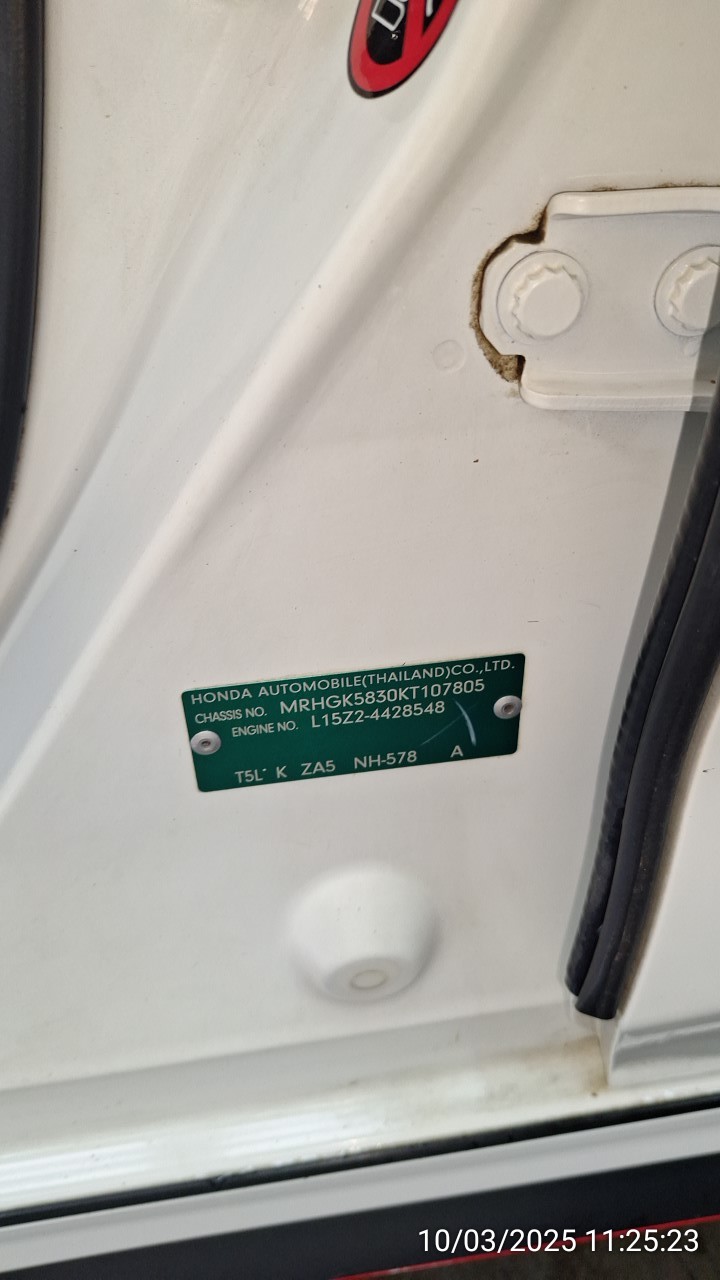 HONDA AUTOMOBILE(THAILAND)CO.,LTD.
CHASSIS NO. MRHGK5830KT107805
ENGINE NO. L15Z2-4428548
T5L K ZA5 NH-578 A
10/03/2025 11:25:23